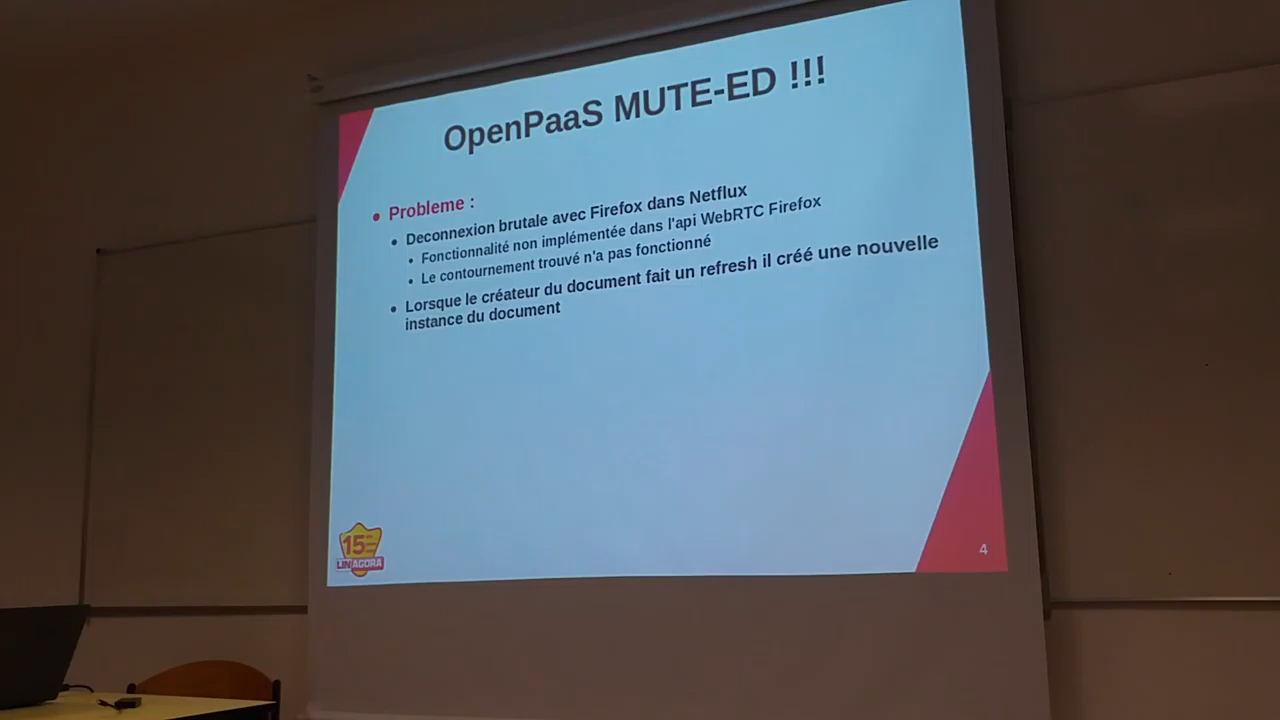 OpenPaaS MUTE-ED !!!
Probleme :
Deconnexion brutale avec Firefox dans Netflux
Fonctionnalité non implémentée dans l'api WebRTC Firefox
Le contournement trouvé n'a pas fonctionné
Lorsque le créateur du document fait un refresh il créé une nouvelle
instance du document
15
LINAGORA
4